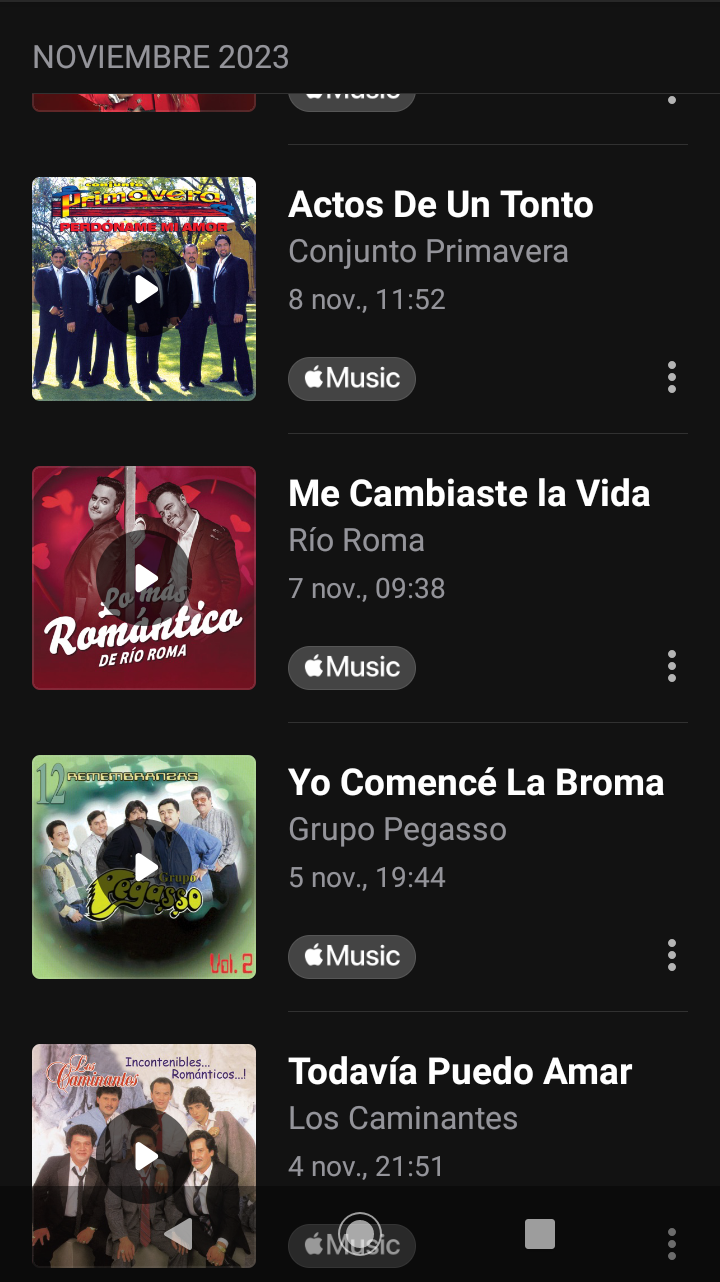 NOVIEMBRE 2023
Music
conjunto
Primavera
PERDÓNAME MI AMOR
Actos De Un Tonto
Conjunto Primavera
8 nov., 11:52
Music
Lo más
Romántico
DE RÍO ROMA
Me Cambiaste la Vida
Río Roma
7 nov., 09:38
Music
12 REMEMBRANZAS
Grupo
Pegasso
Vol. 2
Yo Comencé La Broma
Grupo Pegasso
5 nov., 19:44
Music
Los
Caminantes
Incontenibles...
Románticos...!
Todavía Puedo Amar
Los Caminantes
4 nov., 21:51
Music